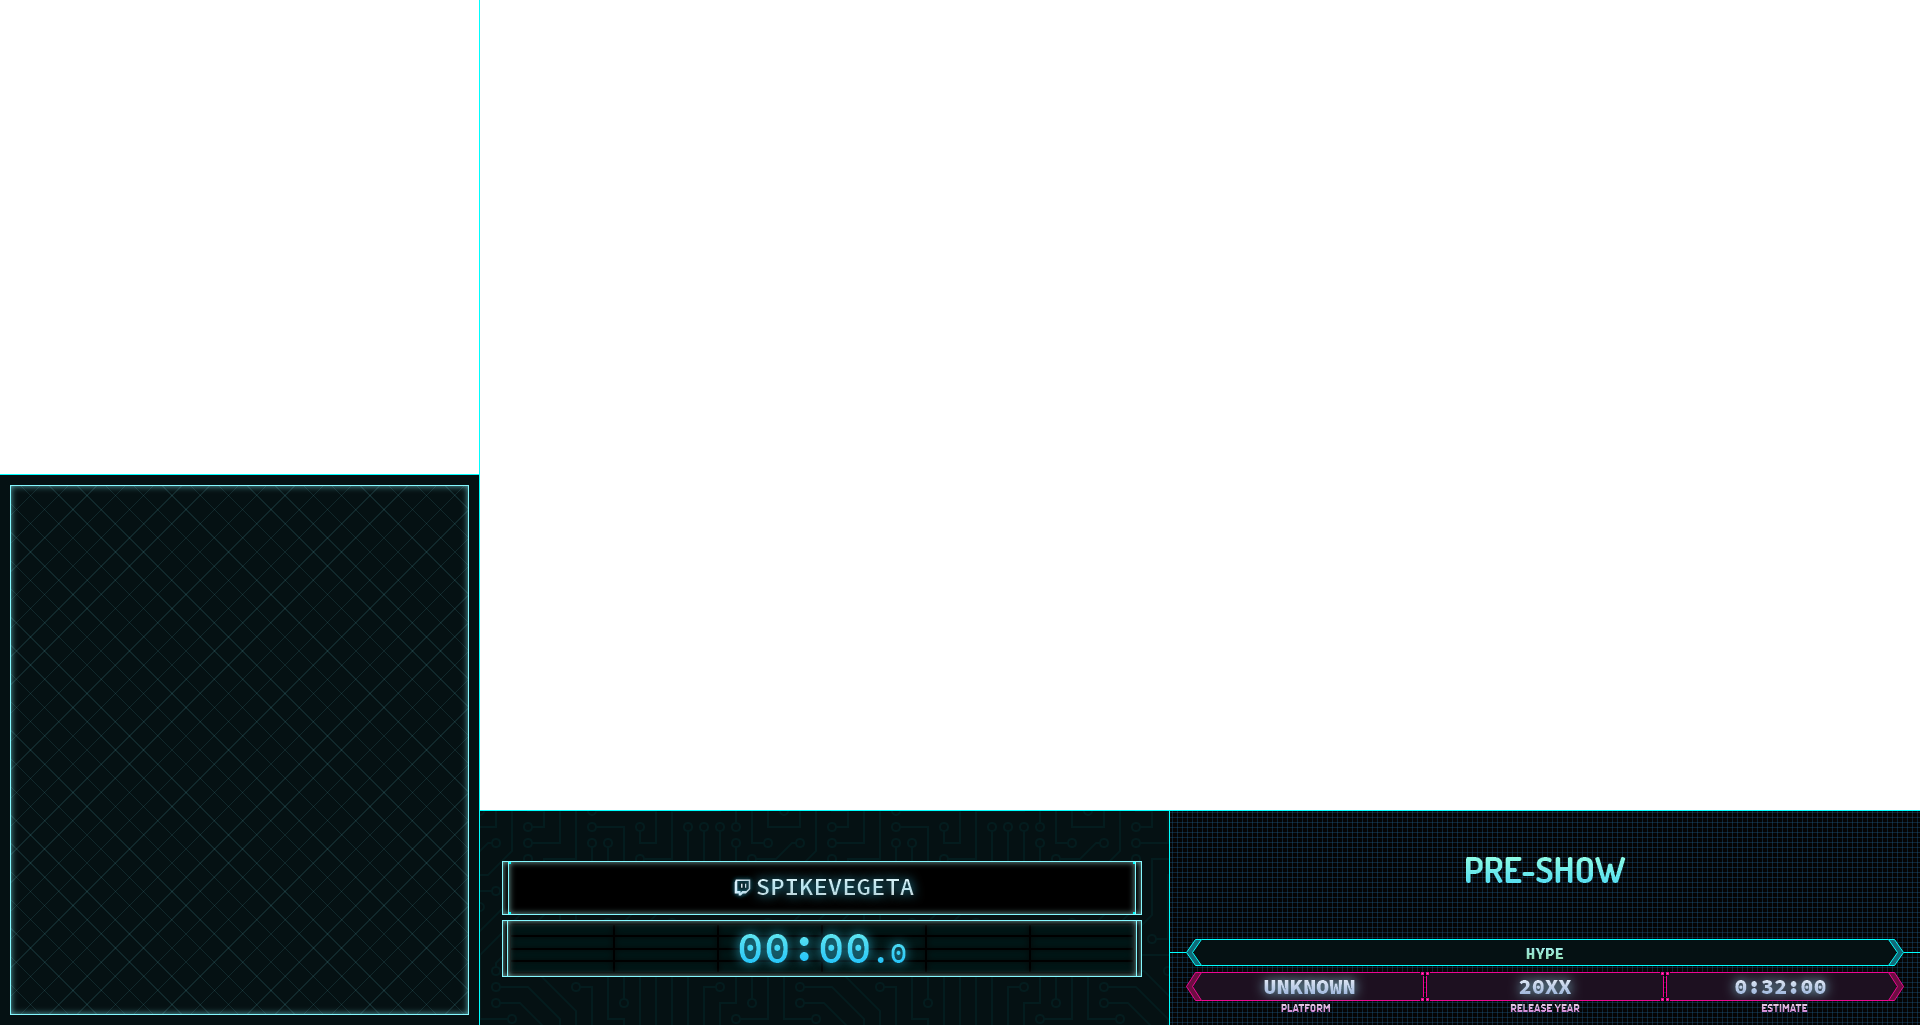 SPIKEVEGETA
00:00.0
PRE-SHOW
HYPE
UNKNOWN 20XX 0:32:00
PLATFORM RELEASE YEAR ESTIMATE